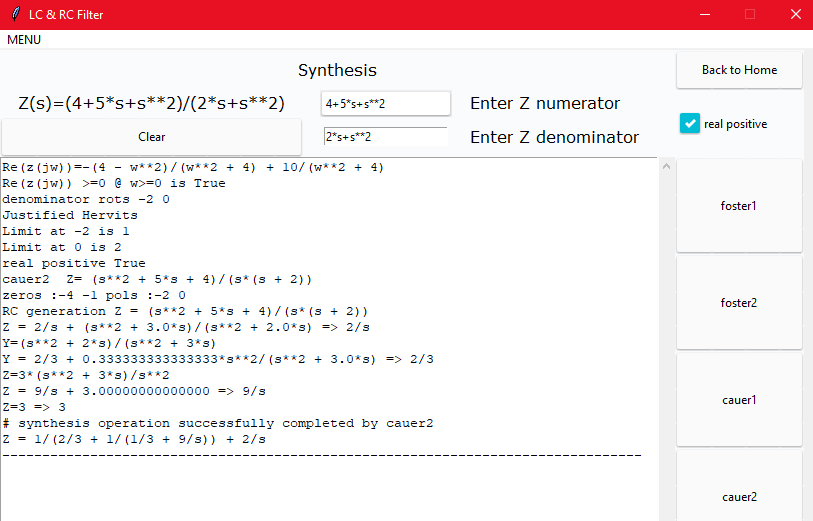 LC & RC Filter
MENU
Synthesis
Back to Home
Z(s)=(4+5*s+s**2)/(2*s+s**2)
4+5*s+s**2
Enter Z numerator
real positive
Clear
2*s+s**2
Enter Z denominator
Re(z(jw))=-(4 - w**2)/(w**2 + 4) + 10/(w**2 + 4)
Re(z(jw)) >=0 @ w>=0 is True
denominator rots -2 0
Justified Hervits
Limit at -2 is 1
Limit at 0 is 2
real positive True
cauer2  Z= (s**2 + 5*s + 4)/(s*(s + 2))
zeros :-4 -1 pols :-2 0
RC generation Z = (s**2 + 5*s + 4)/(s*(s + 2))
Z = 2/s + (s**2 + 3.0*s)/(s**2 + 2.0*s) => 2/s
Y=(s**2 + 2*s)/(s**2 + 3*s)
Y = 2/3 + 0.333333333333333*s**2/(s**2 + 3.0*s) => 2/3
Z=3*(s**2 + 3*s)/s**2
Z = 9/s + 3.00000000000000 => 9/s
Z=3 => 3
# synthesis operation successfully completed by cauer2
Z = 1/(2/3 + 1/(1/3 + 9/s)) + 2/s
--------------------------------------------------------------------------------
foster1
foster2
cauer1
cauer2